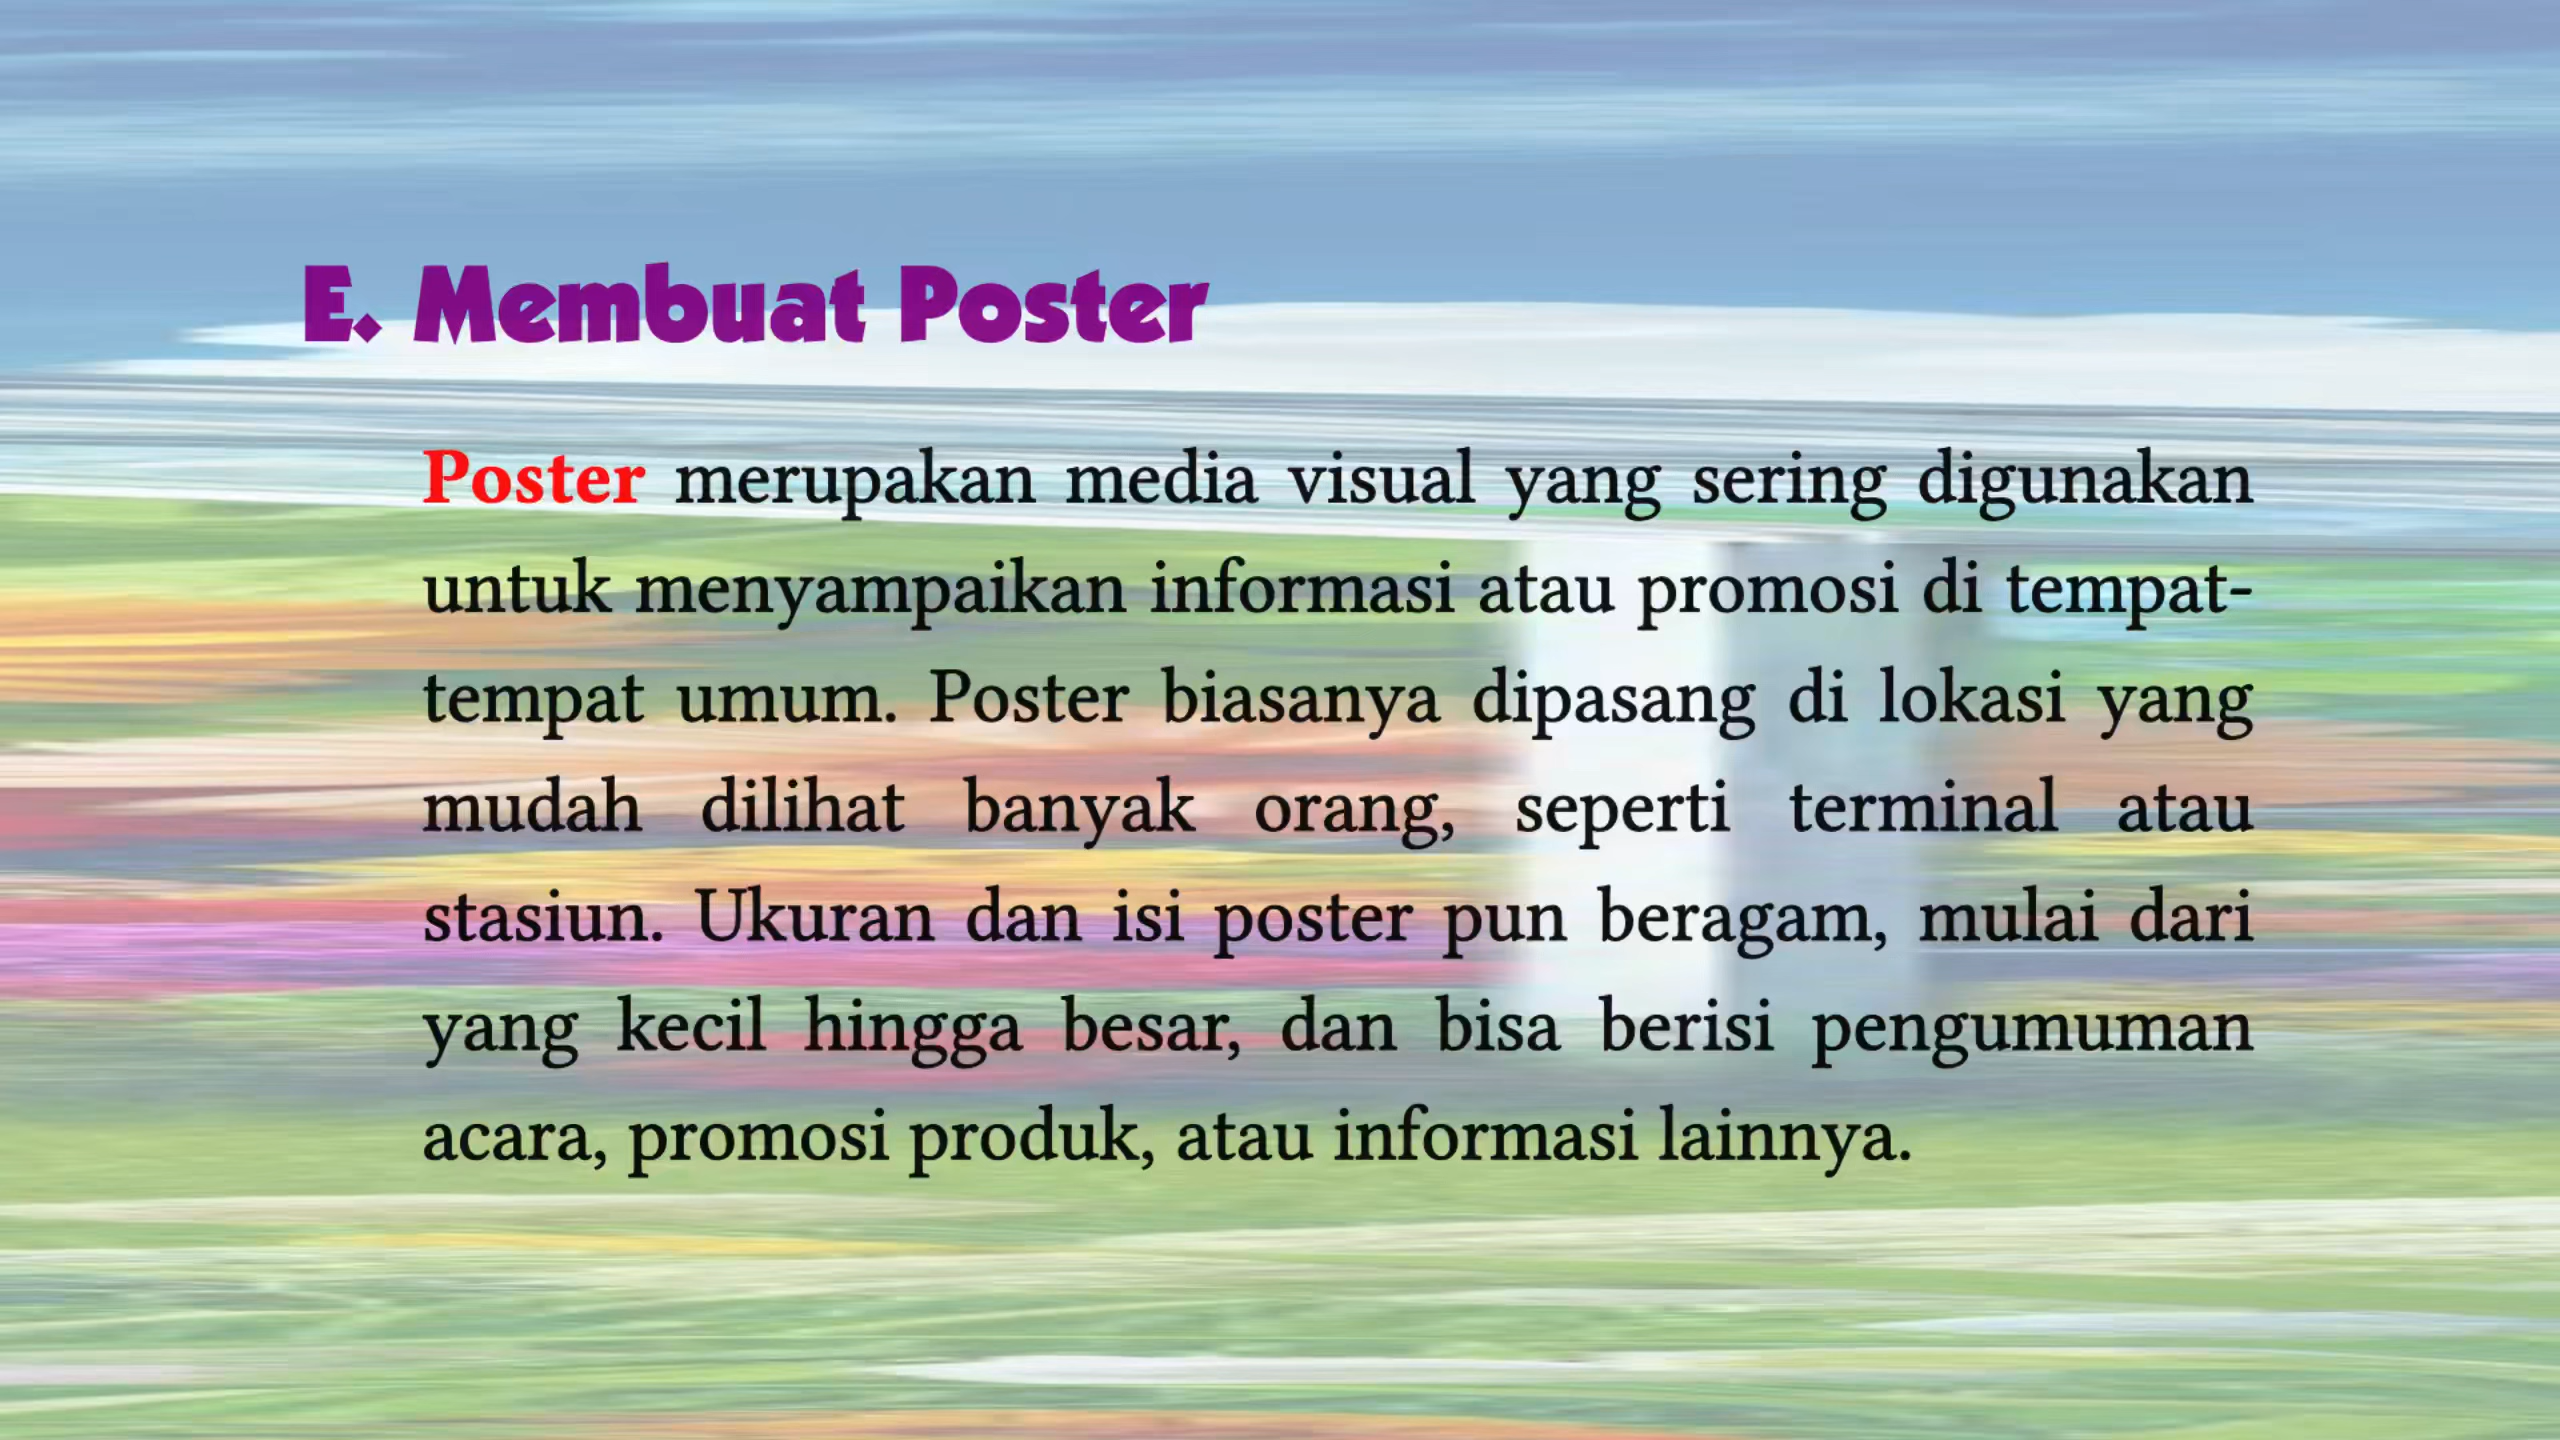 E. Membuat Poster
Poster merupakan media visual yang sering digunakan
untuk menyampaikan informasi atau promosi di tempat-
tempat umum. Poster biasanya dipasang di lokasi yang
mudah dilihat banyak orang, seperti terminal atau
stasiun. Ukuran dan isi poster pun beragam, mulai dari
yang kecil hingga besar, dan bisa berisi pengumuman
acara, promosi produk, atau informasi lainnya.